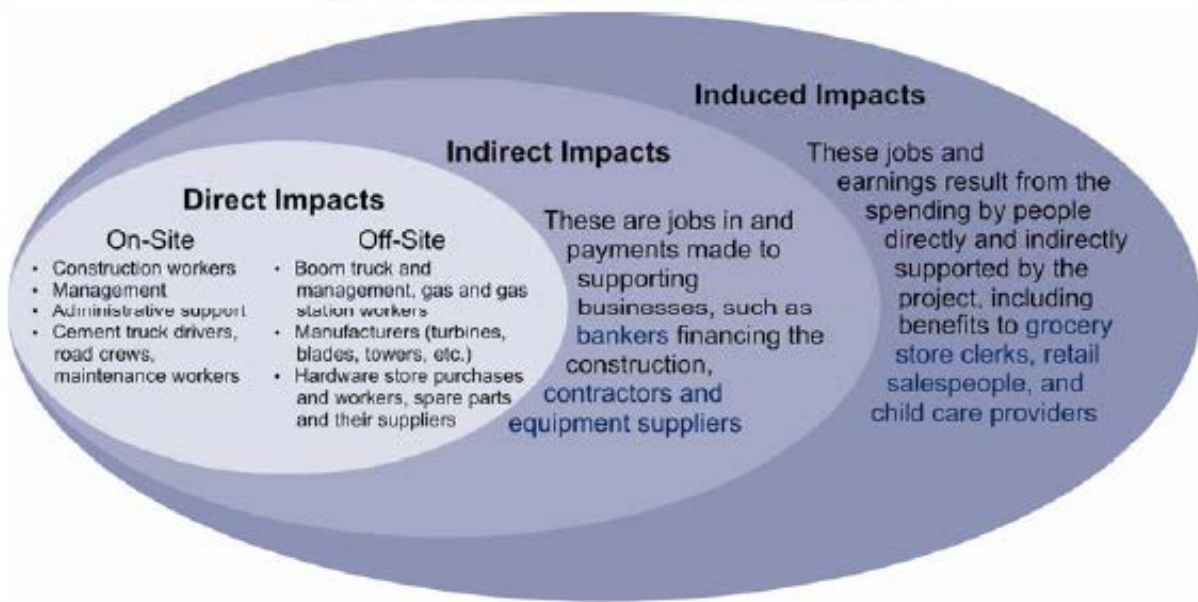 Induced Impacts
These jobs and
earnings result from the
spending by people
directly and indirectly
supported by the
project, including
benefits to grocery
store clerks, retail
salespeople, and
child care providers
Indirect Impacts
These are jobs in and
payments made to
supporting
businesses, such as
bankers financing the
construction,
contractors and
equipment suppliers
Direct Impacts
On-Site
• Construction workers
• Management
• Administrative support
• Cement truck drivers,
road crews,
maintenance workers
Off-Site
• Boom truck and
management, gas and gas
station workers
• Manufacturers (turbines,
blades, towers, etc.)
• Hardware store purchases
and workers, spare parts
and their suppliers